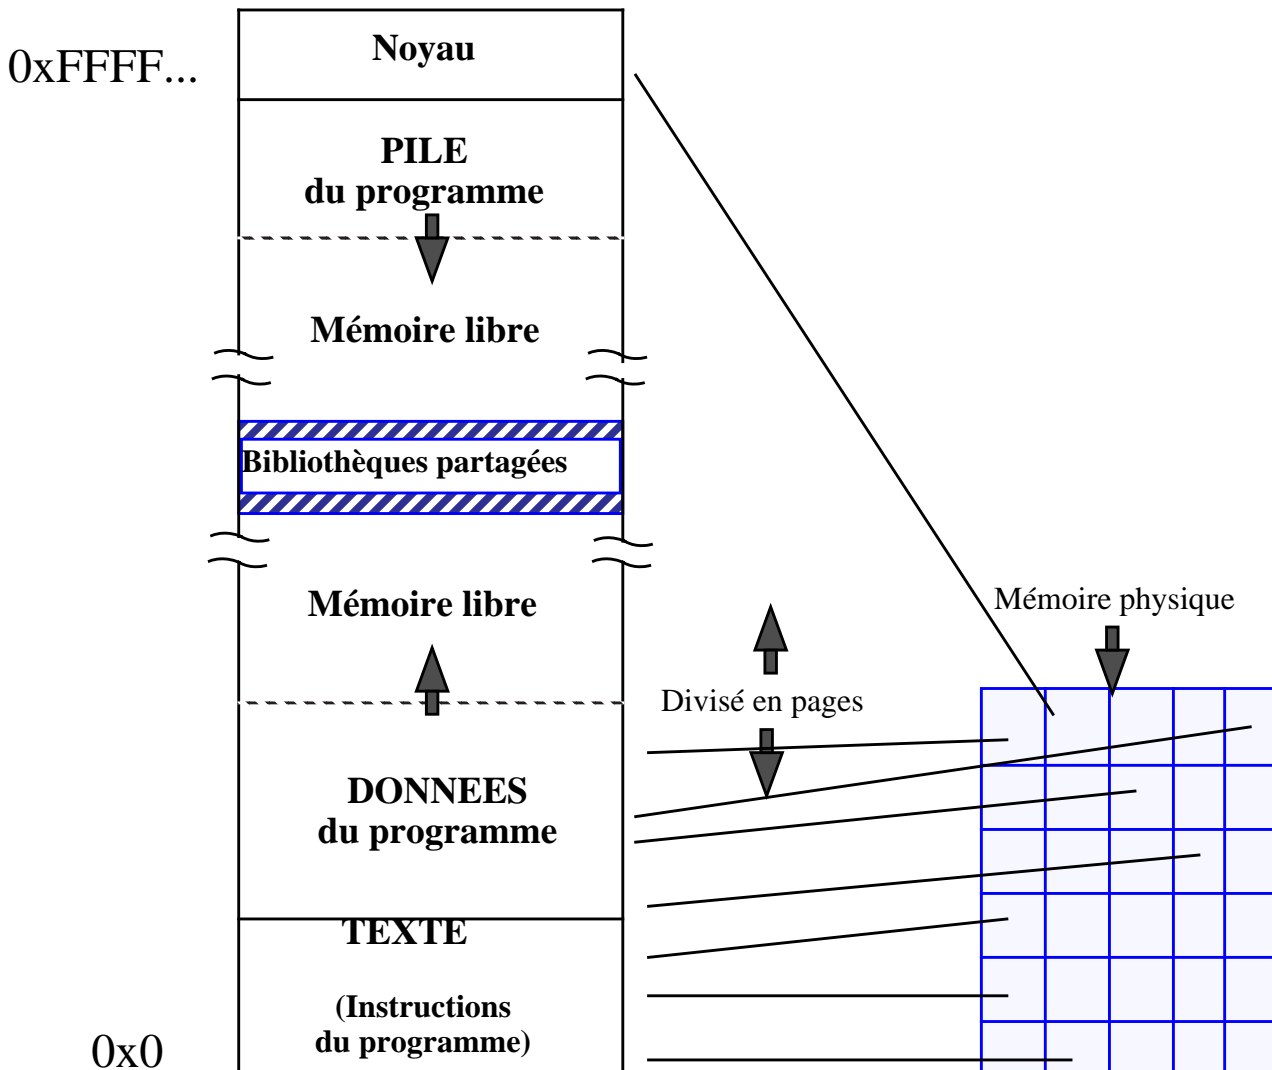 Noyau
0xFFFF...
PILE
du programme
Mémoire libre
Bibliothèques partagées
Mémoire libre
Mémoire physique
Divisé en pages
DONNEES
du programme
TEXTE
(Instructions
du programme)
0x0